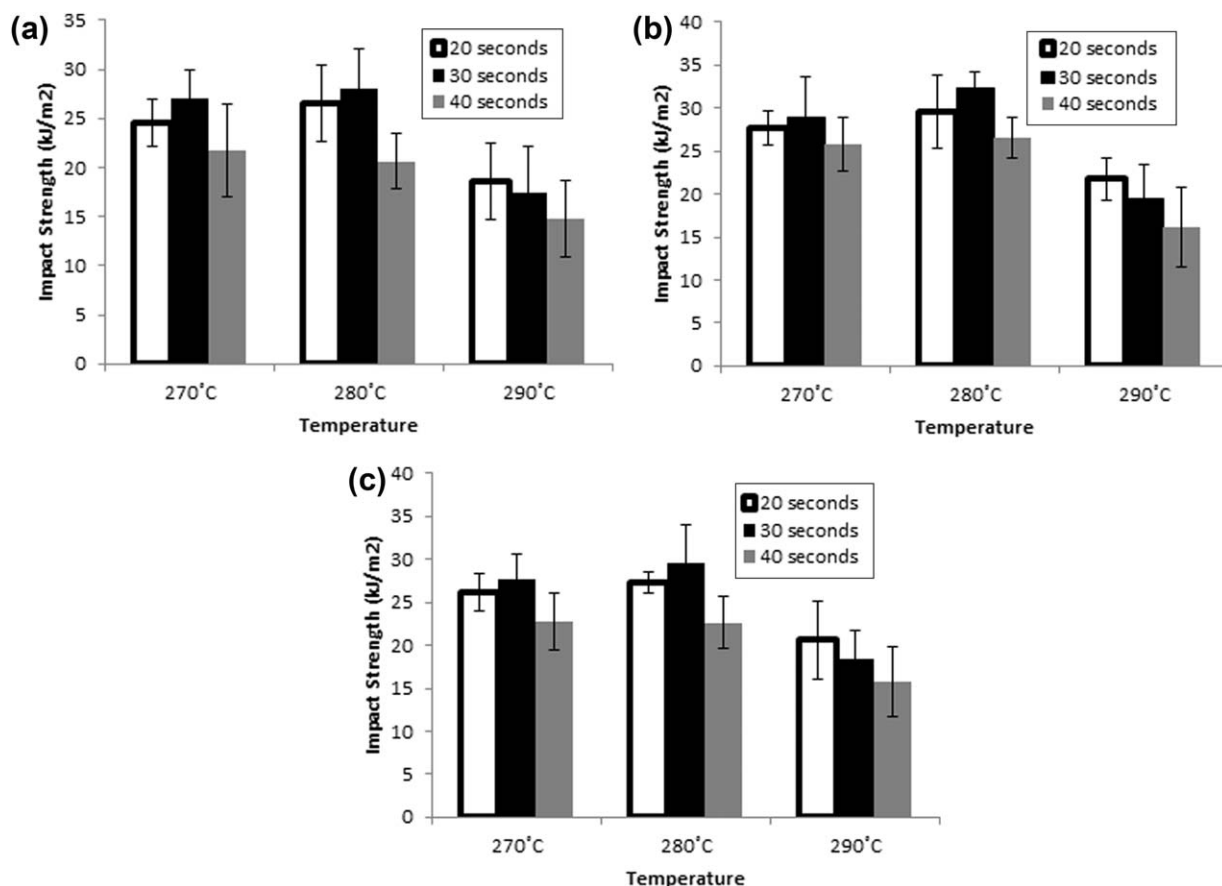 (a)
35
30
25
20
15
10
5
0
Impact Strength (kJ/m2)
20 seconds
30 seconds
40 seconds
270˚C
280˚C
290˚C
Temperature
(b)
40
35
30
25
20
15
10
5
0
Impact Strength (kJ/m2)
20 seconds
30 seconds
40 seconds
270˚C
280˚C
290˚C
Temperature
(c)
40
35
30
25
20
15
10
5
0
Impact Strength (kJ/m2)
20 seconds
30 seconds
40 seconds
270˚C
280˚C
290˚C
Temperature